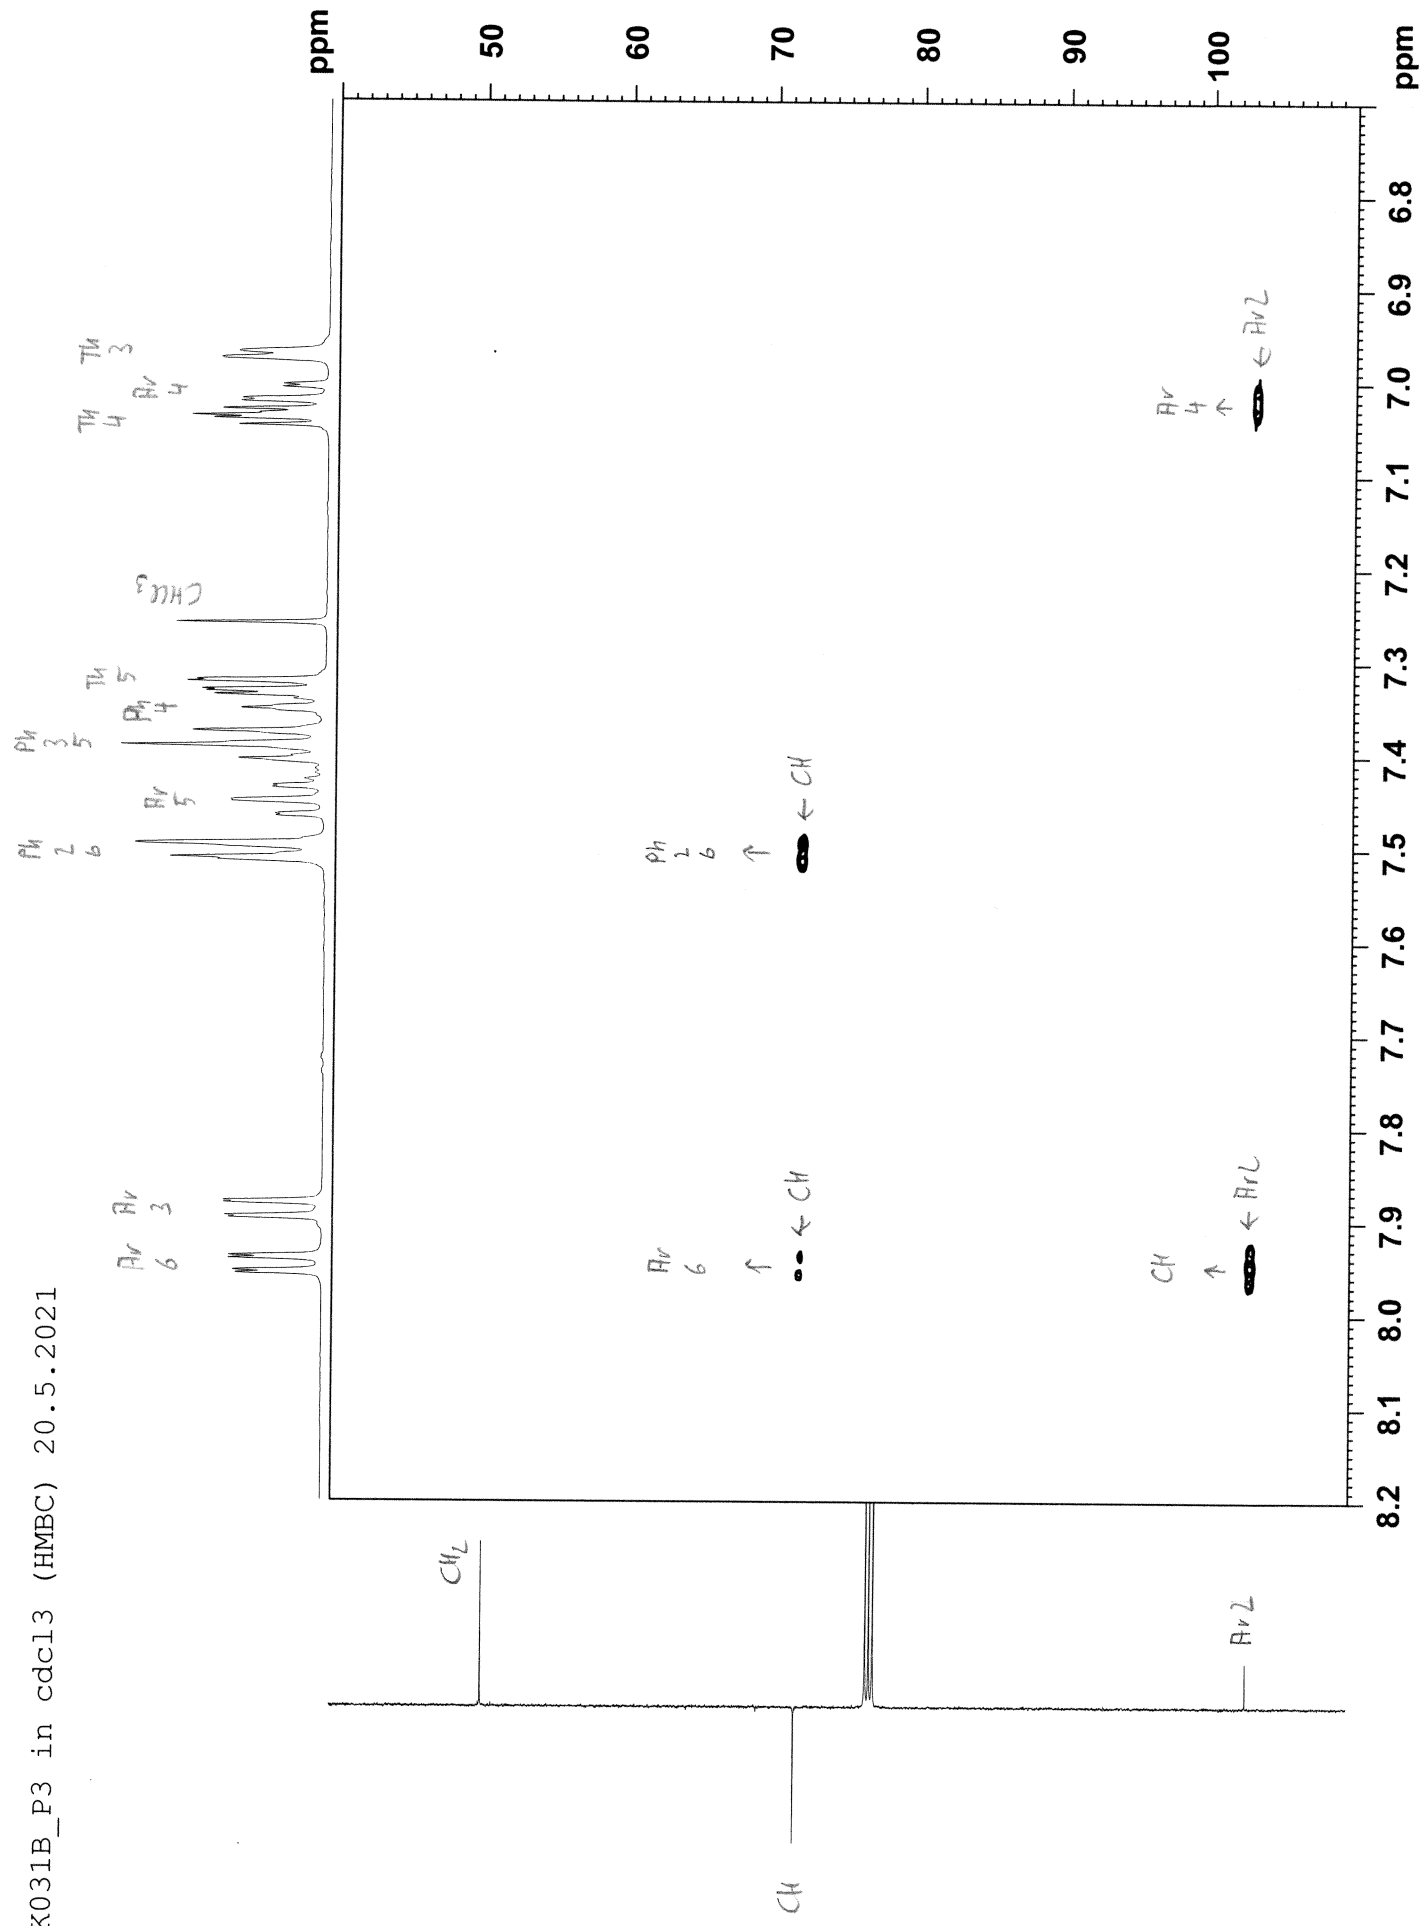 K031B_P3 in cdcl3 (HMBC) 20.5.2021
Ar
6
Ar
3
Ph
2
6
Ar
5
Ph
3
5
Ph
4
Th
5
CHCl3
Th
4
Ar
4
Th
3
ppm
50
60
70
80
90
100
ppm
CH2
CH
Ar2
Ar
6
↑
← CH
Ph
2
6
↑
← CH
CH
↑
← Ar2
Ar
4
↑
← Ar2
8.2
8.1
8.0
7.9
7.8
7.7
7.6
7.5
7.4
7.3
7.2
7.1
7.0
6.9
6.8